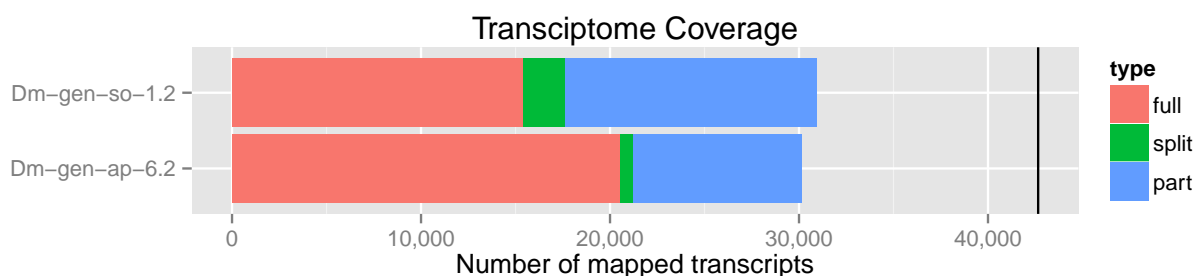 Transciptome Coverage
Dm−gen−so−1.2
Dm−gen−ap−6.2
0
10,000
20,000
30,000
40,000
Number of mapped transcripts
type
full
split
part